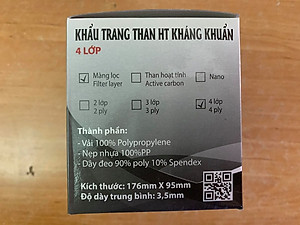 KHẨU TRANG THAN HT KHÁNG KHUẨN
4 LỚP
Màng lọc Than hoạt tính Nano
Filter layer Active carbon
2 lớp 3 lớp 4 lớp
2 ply 3 ply 4 ply
Thành phần:
- Vải 100% Polypropylene
- Nẹp nhựa 100%PP
- Dây đeo 90% poly 10% Spendex
Kích thước: 176mm X 95mm
Độ dày trung bình: 3,5mm